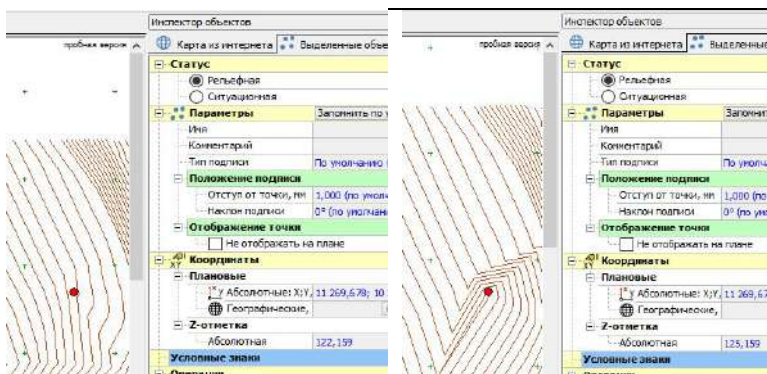 Инспектор объектов
Карта из интернета
Выделенные объе
пробная версия
Статус
Рельефная
Ситуационная
Параметры
Запомнить по у
Имя
Комментарий
Тип подписи
По умолчанию
Положение подписи
Отступ от точки, мм
1,000 (по умолч
Наклон подписи
0° (по умолчани
Отображение точки
Не отображать на плане
Координаты
Плановые
Абсолютные: X;Y,
11 269,678; 10
Географические,
Z-отметка
Абсолютная
122,159
Условные знаки
Инспектор объектов
Карта из интернета
Выделенные
пробная версия
Статус
Рельефная
Ситуационная
Параметры
Запомнит
Имя
Комментарий
Тип подписи
По умолч
Положение подписи
Отступ от точки, мм
1,000 (по
Наклон подписи
0° (по умо
Отображение точки
Не отображать на плане
Координаты
Плановые
Абсолютные: X;Y,
11 269,67
Географические,
Z-отметка
Абсолютная
125,159
Условные знаки